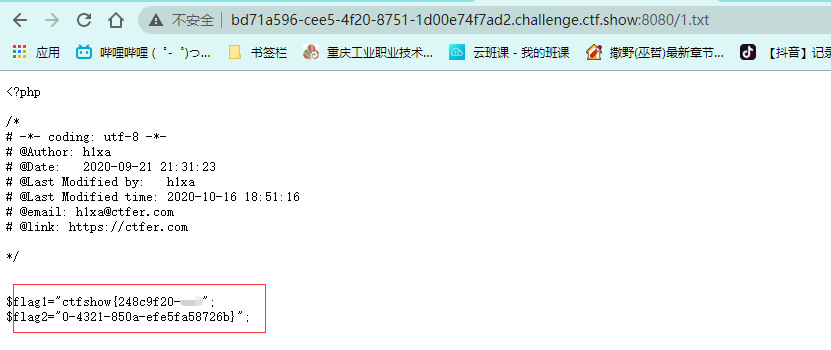 不安全 | bd71a596-cee5-4f20-8751-1d00e74f7ad2.challenge.ctf.show:8080/1.txt
应用 哔哩哔哩 ( ゜- ゜)つ... 书签栏 重庆工业职业技术... 云班课 - 我的班课 撒野(巫哲)最新章节... 【抖音】记录
<?php
/*
# -*- coding: utf-8 -*-
# @Author: h1xa
# @Date:   2020-09-21 21:31:23
# @Last Modified by:   h1xa
# @Last Modified time: 2020-10-16 18:51:16
# @email: h1xa@ctfer.com
# @link: https://ctfer.com
*/
$flag1="ctfshow{248c9f20-";
$flag2="0-4321-850a-efe5fa58726b}";